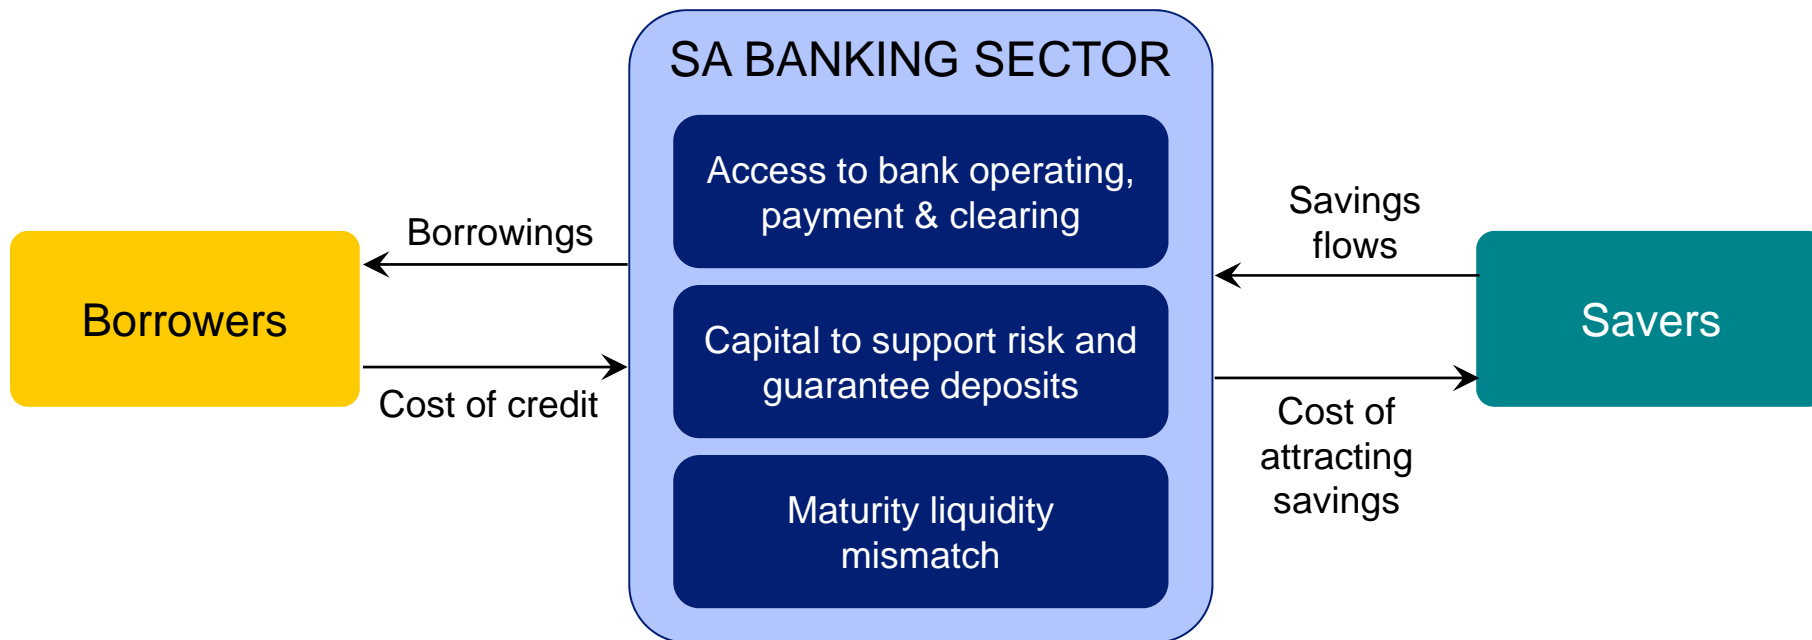 SA BANKING SECTOR
Access to bank operating,
payment & clearing
Capital to support risk and
guarantee deposits
Maturity liquidity
mismatch
Borrowers
Borrowings
Cost of credit
Savings
flows
Cost of
attracting
savings
Savers